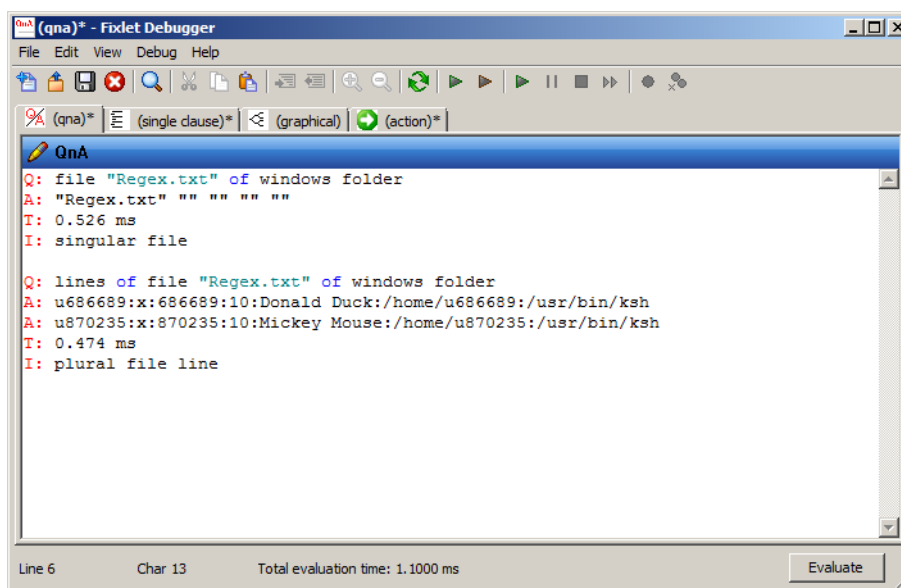 (qna)* - Fixlet Debugger
File Edit View Debug Help
(qna)* (single clause)* (graphical) (action)*
QnA
Q: file "Regex.txt" of windows folder
A: "Regex.txt" "" "" "" ""
T: 0.526 ms
I: singular file
Q: lines of file "Regex.txt" of windows folder
A: u686689:x:686689:10:Donald Duck:/home/u686689:/usr/bin/ksh
A: u870235:x:870235:10:Mickey Mouse:/home/u870235:/usr/bin/ksh
T: 0.474 ms
I: plural file line
Line 6 Char 13 Total evaluation time: 1.1000 ms Evaluate